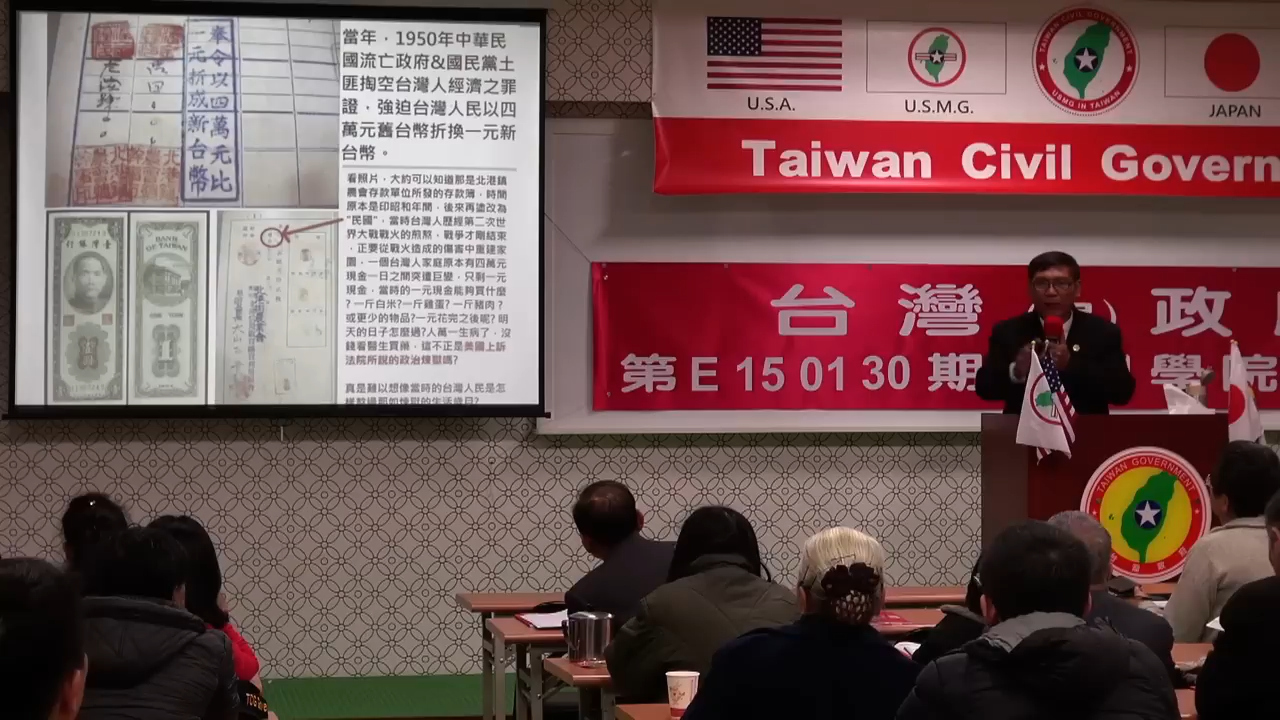 奉令以四萬元比
一元折成新台幣
臺灣銀行
BANK
OF TAIWAN
當年，1950年中華民
國流亡政府&國民黨土
匪掏空台灣人經濟之罪
證，強迫台灣人民以四
萬元舊台幣折換一元新
台幣。
看照片，大約可以知道那是北港鎮
農會存款單位所發的存款簿，時間
原本是印昭和年間，後來再塗改為
"民國"，當時台灣人歷經第二次世
界大戰戰火的煎熬，戰爭才剛結束
，正要從戰火造成的傷害中重建家
園，一個台灣人家庭原本有四萬元
現金一日之間突遭巨變，只剩一元
現金，當時的一元現金能夠買什麼
？一斤白米?一斤雞蛋?一斤豬肉？
或更少的物品?一元花完之後呢? 明
天的日子怎麼過?人萬一生病了，沒
錢看醫生買藥，這不正是美國上訴
法院所說的政治煉獄嗎?
真是難以想像當時的台灣人民是怎
U.S.A.
U.S.M.G.
TAIWAN CIVIL GOVERNMENT
USMG IN TAIWAN
JAPAN
Taiwan Civil Govern
台灣 政
第E 15 01 30 期 學院
TAIWAN GOVERNMENT